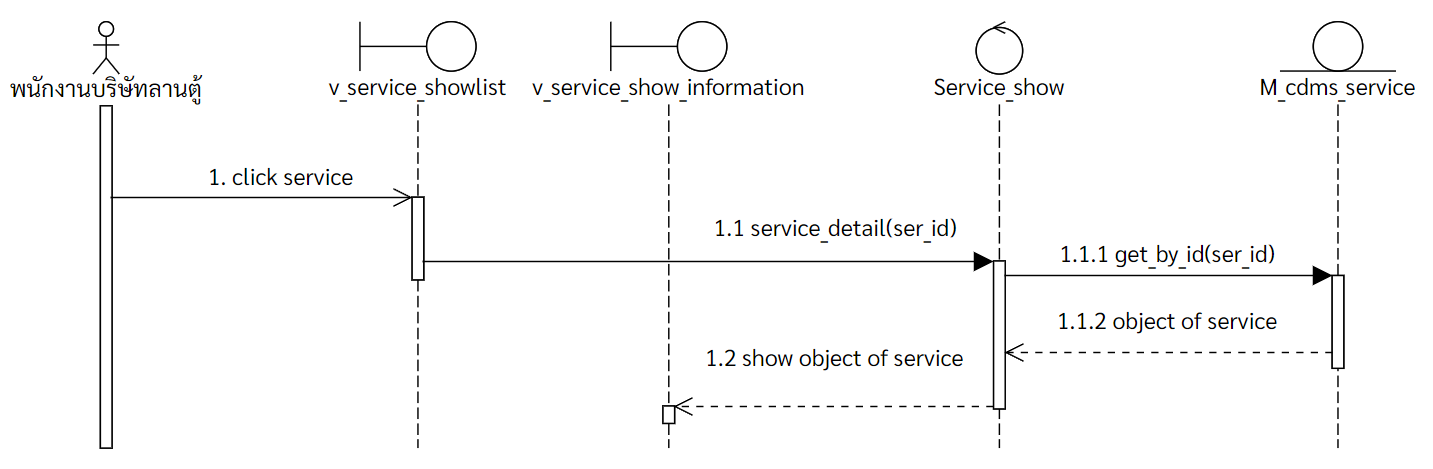 พนักงานบริษัทลานตู้
v_service_showlist
v_service_show_information
Service_show
M_cdms_service
1. click service
1.1 service_detail(ser_id)
1.1.1 get_by_id(ser_id)
1.1.2 object of service
1.2 show object of service